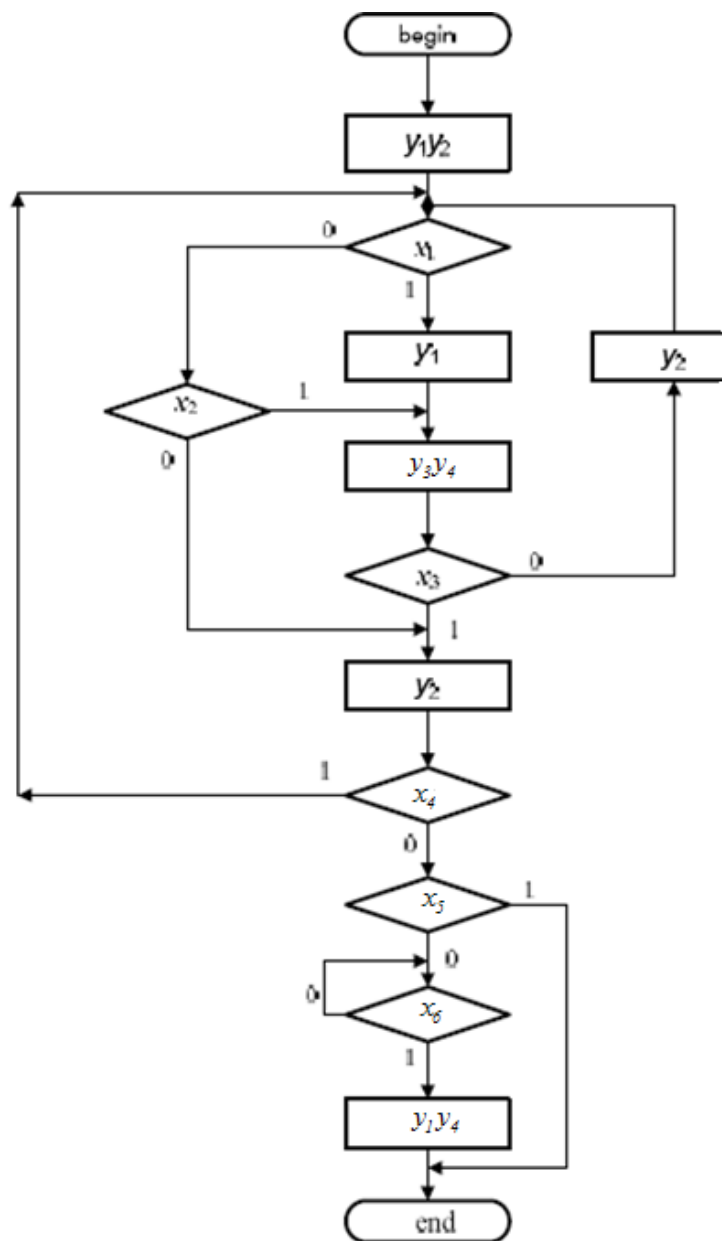 begin
y₁y₂
0
x₁
1
y₁
y₂
x₂
1
0
y₃y₄
x₃
0
1
y₂
1
x₄
0
x₅
1
0
0
x₆
1
y₁y₄
end